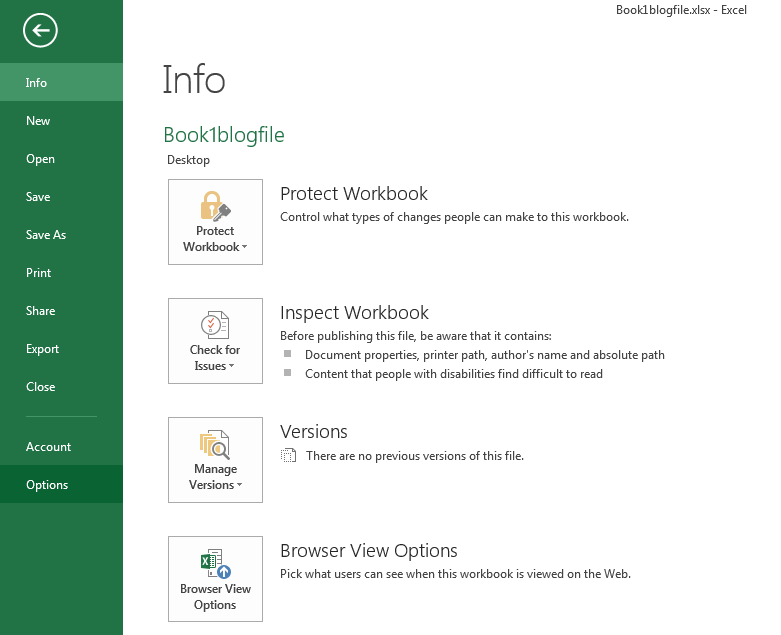 Book1blogfile.xlsx - Excel
Info
New
Open
Save
Save As
Print
Share
Export
Close
Account
Options
Info
Book1blogfile
Desktop
Protect
Workbook
Protect Workbook
Control what types of changes people can make to this workbook.
Check for
Issues
Inspect Workbook
Before publishing this file, be aware that it contains:
Document properties, printer path, author's name and absolute path
Content that people with disabilities find difficult to read
Manage
Versions
Versions
There are no previous versions of this file.
Browser View
Options
Browser View Options
Pick what users can see when this workbook is viewed on the Web.